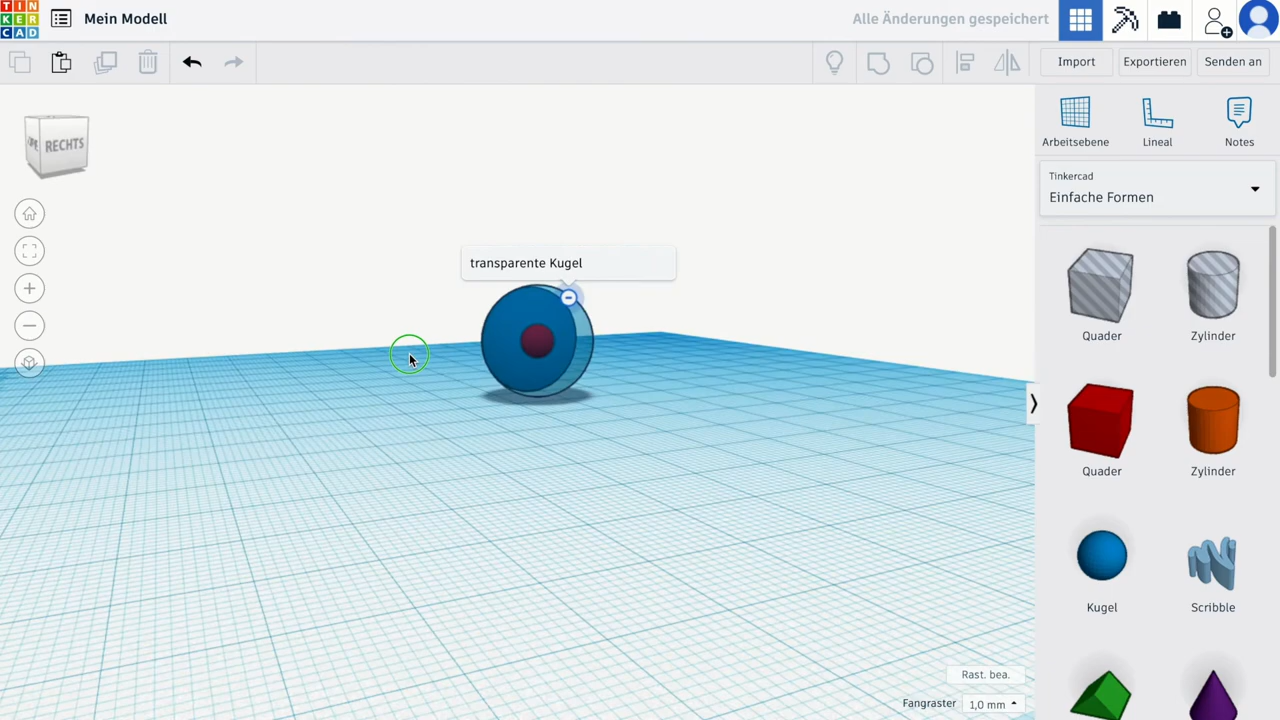 TIN
KER
CAD
Mein Modell
Alle Änderungen gespeichert
Import
Exportieren
Senden an
RECHTS
Arbeitsebene
Lineal
Notes
Tinkercad
Einfache Formen
transparente Kugel
Quader
Zylinder
Quader
Zylinder
Kugel
Scribble
Rast. bea.
Fangraster
1,0 mm